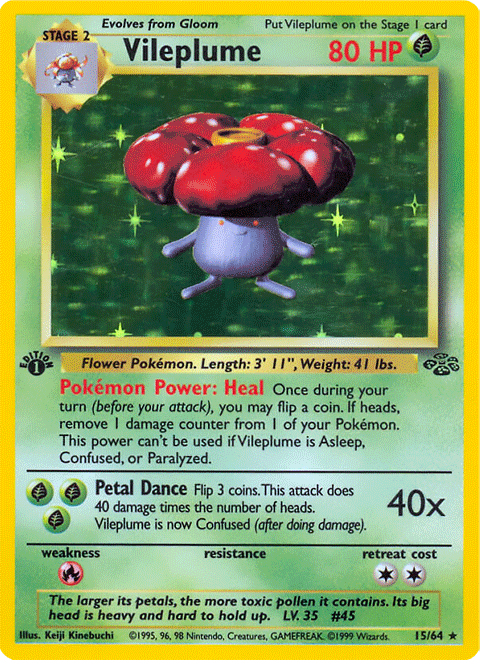 Evolves from Gloom Put Vileplume on the Stage 1 card
STAGE 2
Vileplume 80 HP
EDITION
1
Flower Pokémon. Length: 3' 11", Weight: 41 lbs.
Pokémon Power: Heal Once during your
turn (before your attack), you may flip a coin. If heads,
remove 1 damage counter from 1 of your Pokémon.
This power can't be used if Vileplume is Asleep,
Confused, or Paralyzed.
Petal Dance Flip 3 coins. This attack does
40 damage times the number of heads.
Vileplume is now Confused (after doing damage).
40x
weakness resistance retreat cost
The larger its petals, the more toxic pollen it contains. Its big
head is heavy and hard to hold up. LV. 35 #45
Illus. Keiji Kinebuchi ©1995, 96, 98 Nintendo, Creatures, GAMEFREAK. ©1999 Wizards. 15/64 ★